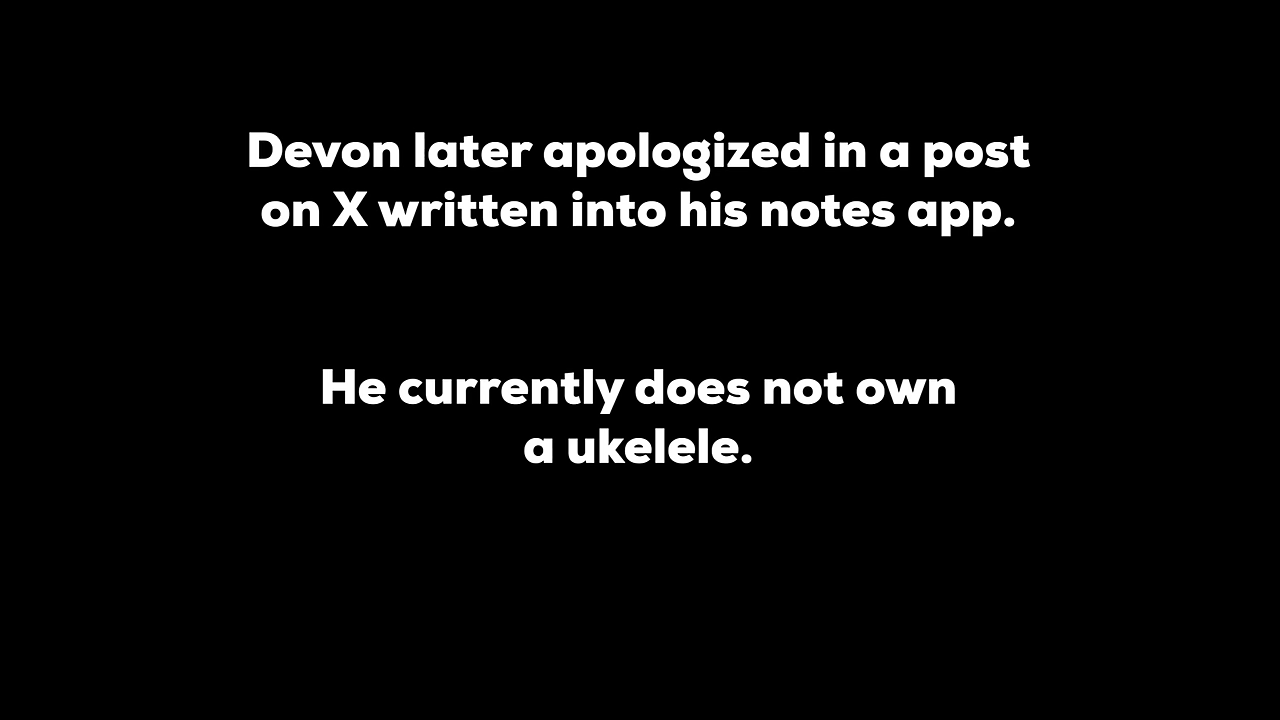 Devon later apologized in a post
on X written into his notes app.
He currently does not own
a ukelele.